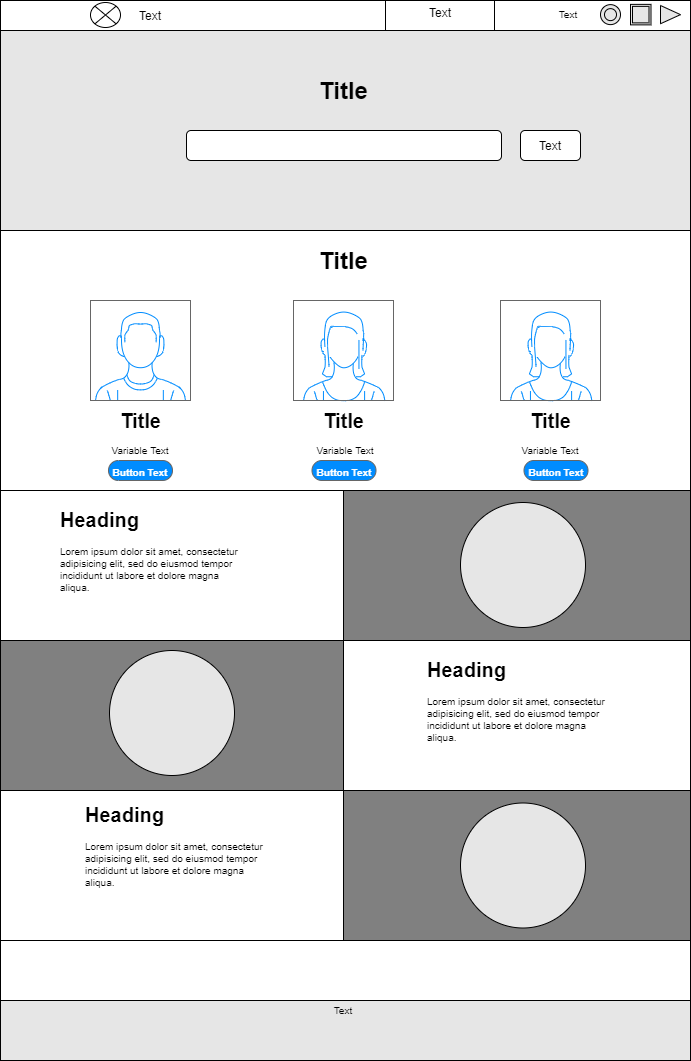 Text
Text
Text
Title
Text
Title
Title
Title
Title
Variable Text
Variable Text
Variable Text
Button Text
Button Text
Button Text
Heading
Lorem ipsum dolor sit amet, consectetur
adipisicing elit, sed do eiusmod tempor
incididunt ut labore et dolore magna
aliqua.
Heading
Lorem ipsum dolor sit amet, consectetur
adipisicing elit, sed do eiusmod tempor
incididunt ut labore et dolore magna
aliqua.
Heading
Lorem ipsum dolor sit amet, consectetur
adipisicing elit, sed do eiusmod tempor
incididunt ut labore et dolore magna
aliqua.
Text